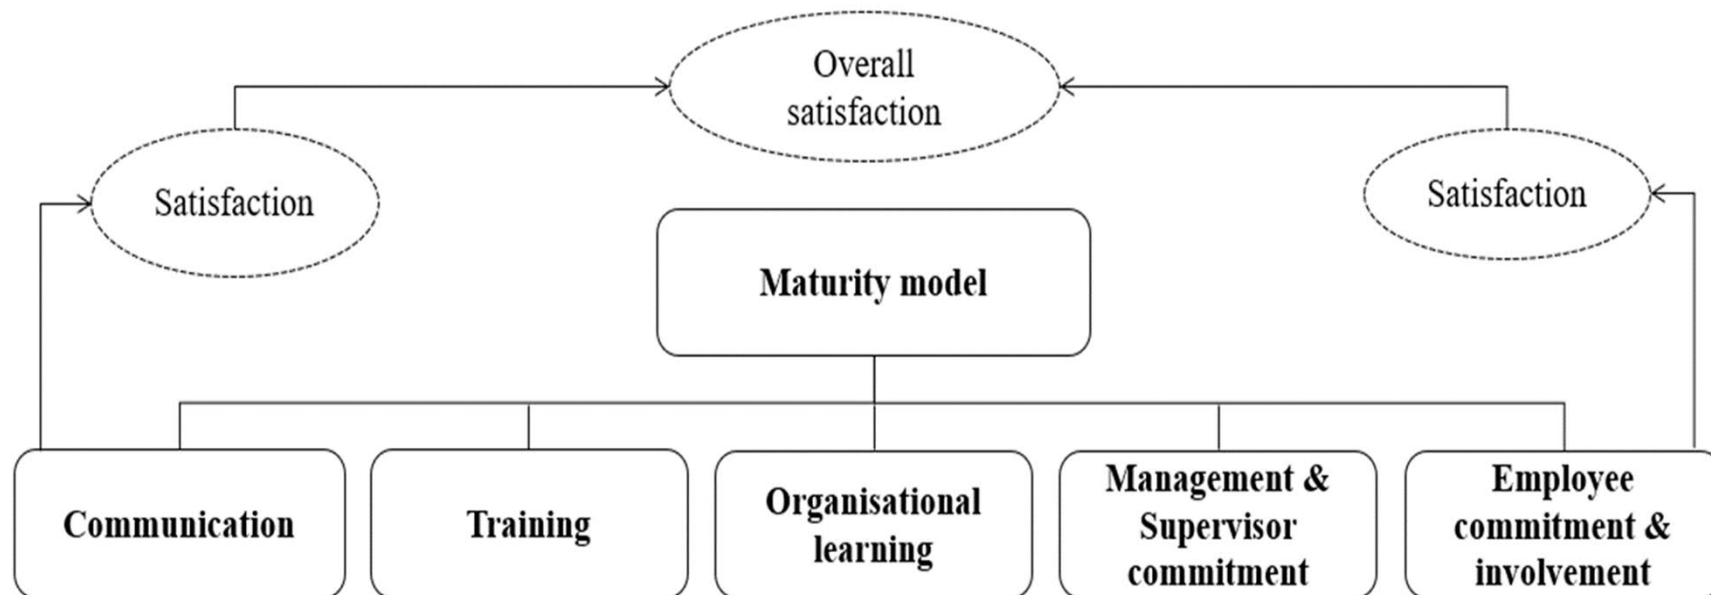 Overall
satisfaction
Satisfaction
Satisfaction
Maturity model
Communication
Training
Organisational
learning
Management &
Supervisor
commitment
Employee
commitment &
involvement